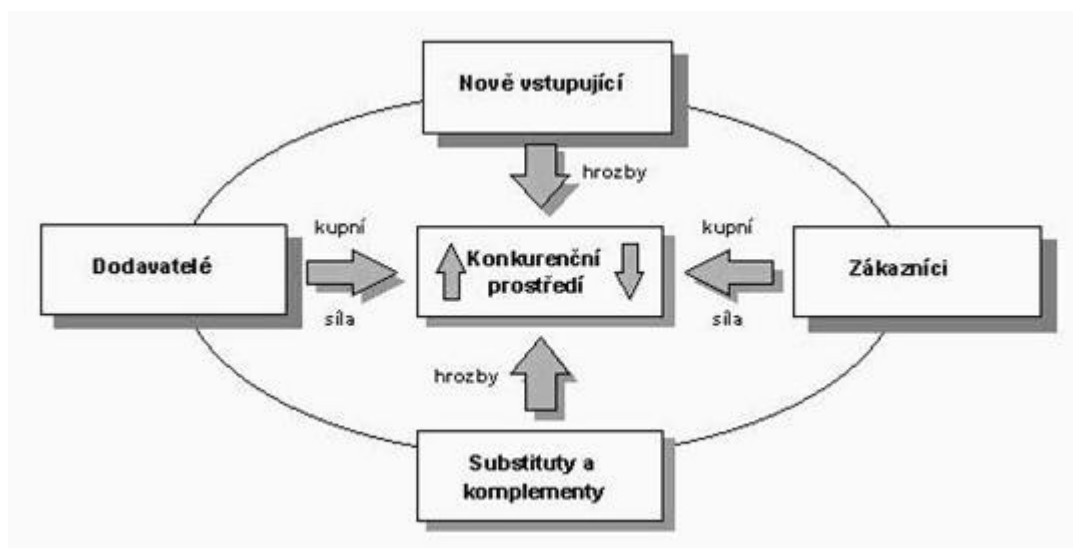 Nově vstupující
hrozby
kupní
kupní
Dodavatelé
Konkurenční
prostředí
Zákazníci
síla
síla
hrozby
Substituty a
komplementy